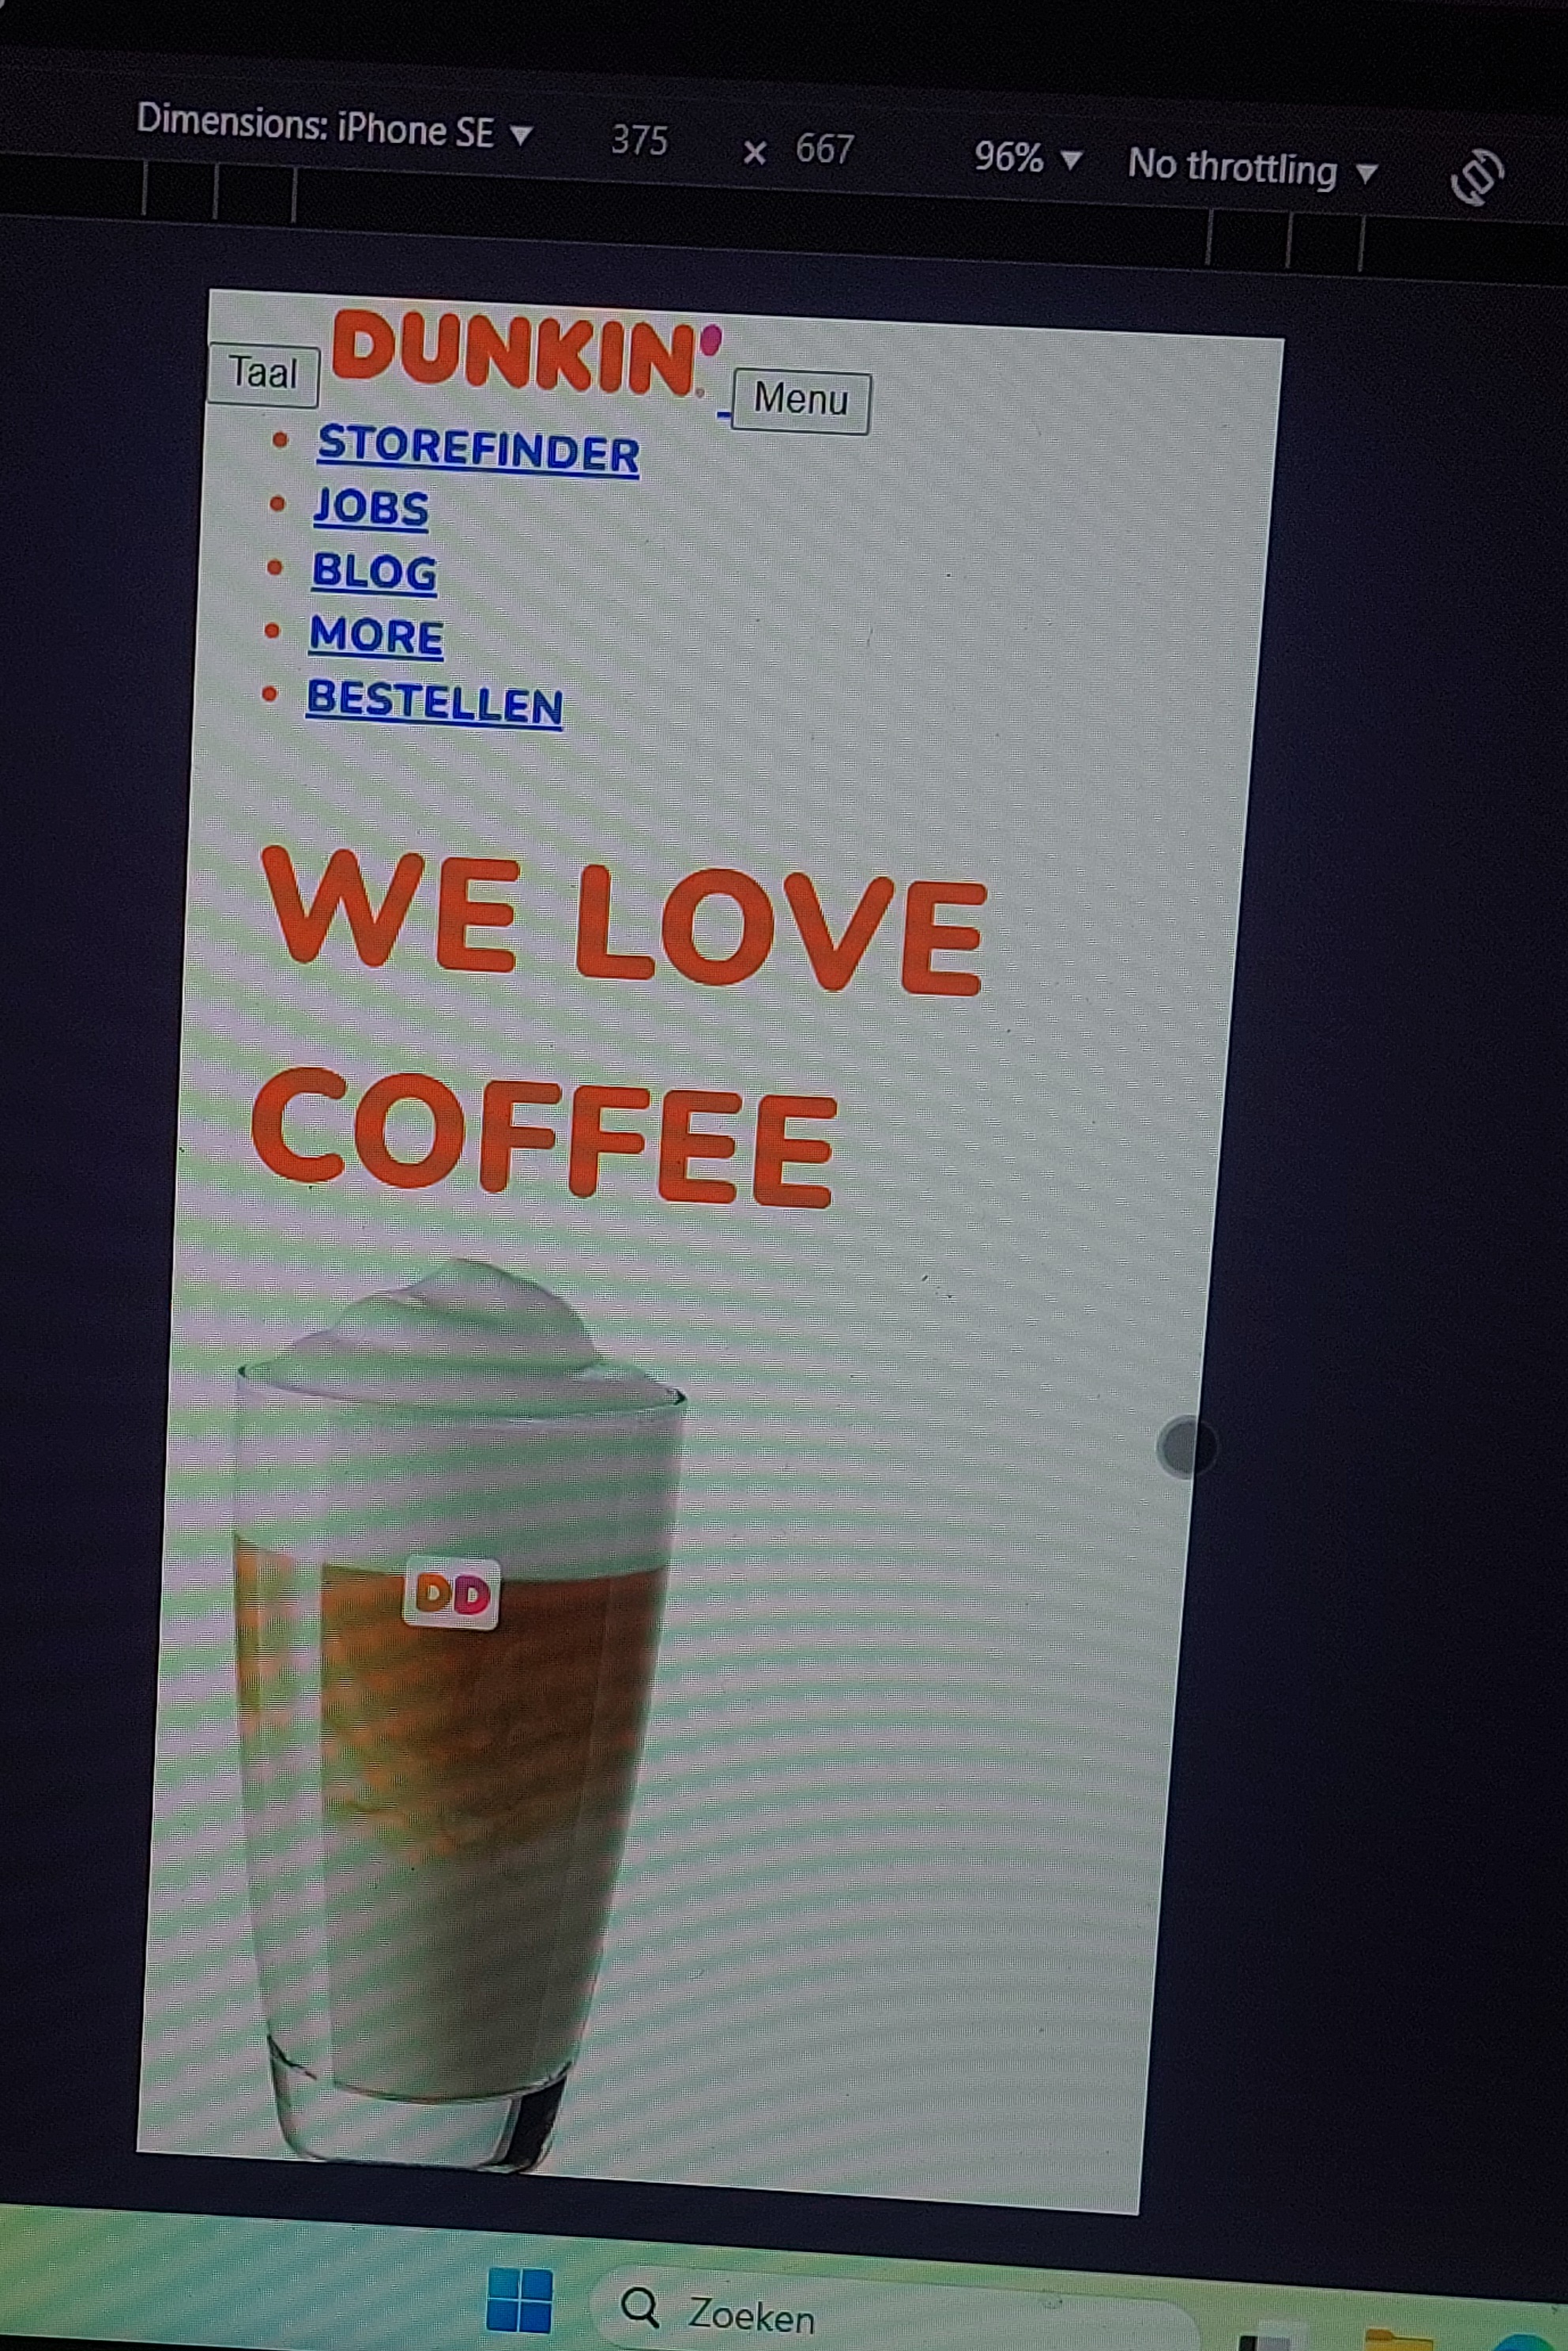 Dimensions: iPhone SE 375 x 667 96% No throttling
DUNKIN'
Taal
Menu
STOREFINDER
JOBS
BLOG
MORE
BESTELLEN
WE LOVE
COFFEE
DD
Zoeken